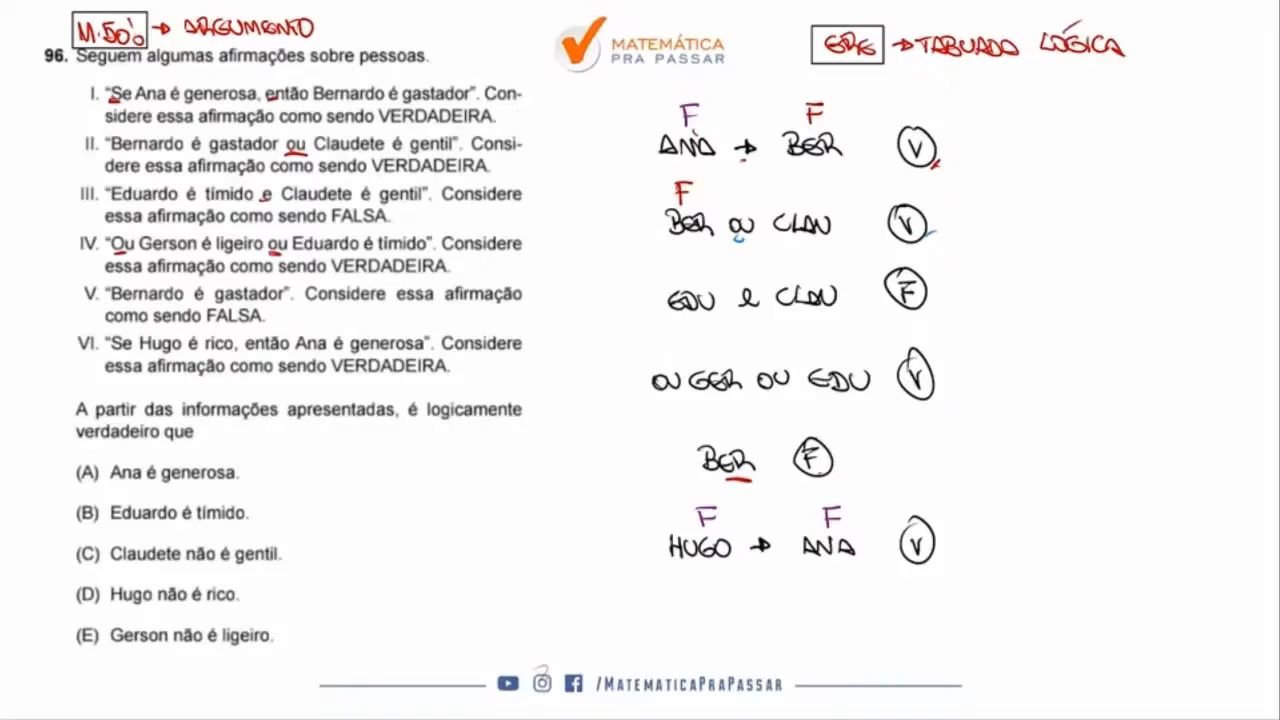 M.500 → ARGUMENTO
96. Seguem algumas afirmações sobre pessoas.
I. “Se Ana é generosa, então Bernardo é gastador”. Con-
sidere essa afirmação como sendo VERDADEIRA.
II. “Bernardo é gastador ou Claudete é gentil”. Consi-
dere essa afirmação como sendo VERDADEIRA.
III. “Eduardo é tímido e Claudete é gentil”. Considere
essa afirmação como sendo FALSA.
IV. “Ou Gerson é ligeiro ou Eduardo é tímido”. Considere
essa afirmação como sendo VERDADEIRA.
V. “Bernardo é gastador”. Considere essa afirmação
como sendo FALSA.
VI. “Se Hugo é rico, então Ana é generosa”. Considere
essa afirmação como sendo VERDADEIRA.
A partir das informações apresentadas, é logicamente
verdadeiro que
(A) Ana é generosa.
(B) Eduardo é tímido.
(C) Claudete não é gentil.
(D) Hugo não é rico.
(E) Gerson não é ligeiro.
MATEMÁTICA
PRA PASSAR
→ TABUADA LÓGICA
F F
ANA → BER V
F
BER ou CLAU V
EDU e CLAU F
OU GER OU EDU V
BER F
F F
HUGO → ANA V
/MATEMATICAPRAPASSAR